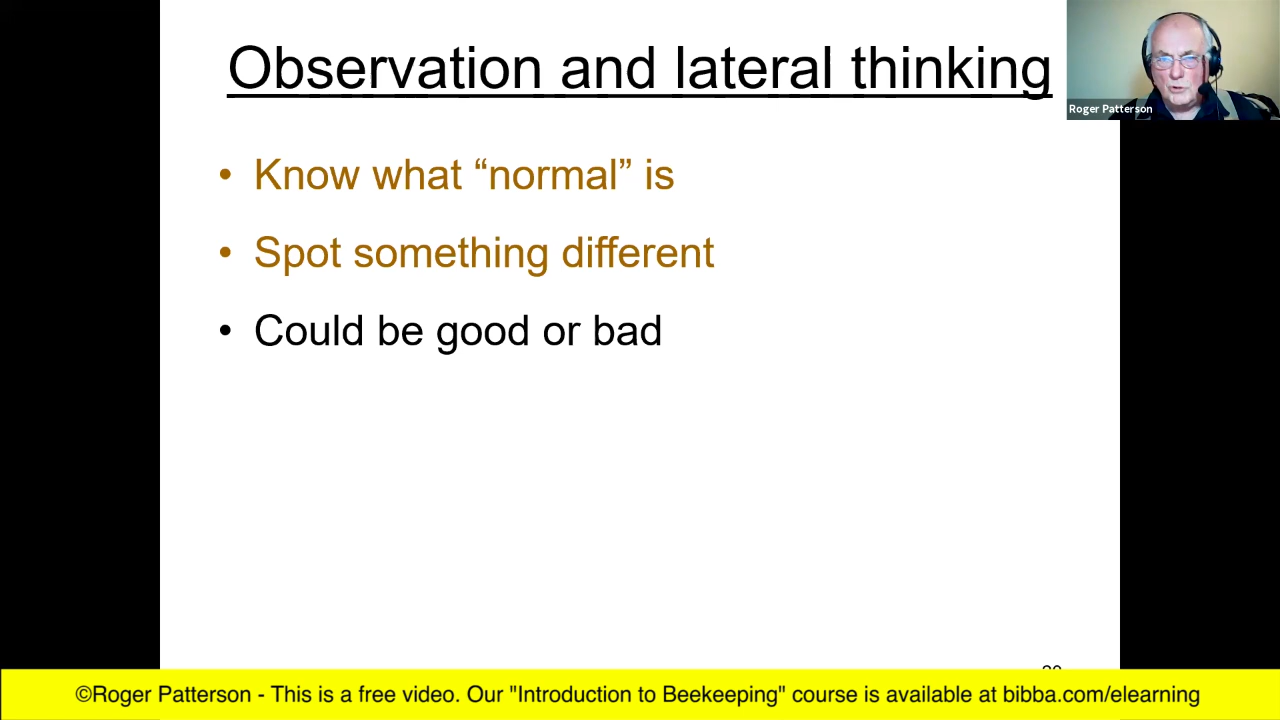 Observation and lateral thinking
Roger Patterson
• Know what “normal” is
• Spot something different
• Could be good or bad
©Roger Patterson - This is a free video. Our "Introduction to Beekeeping" course is available at bibba.com/elearning